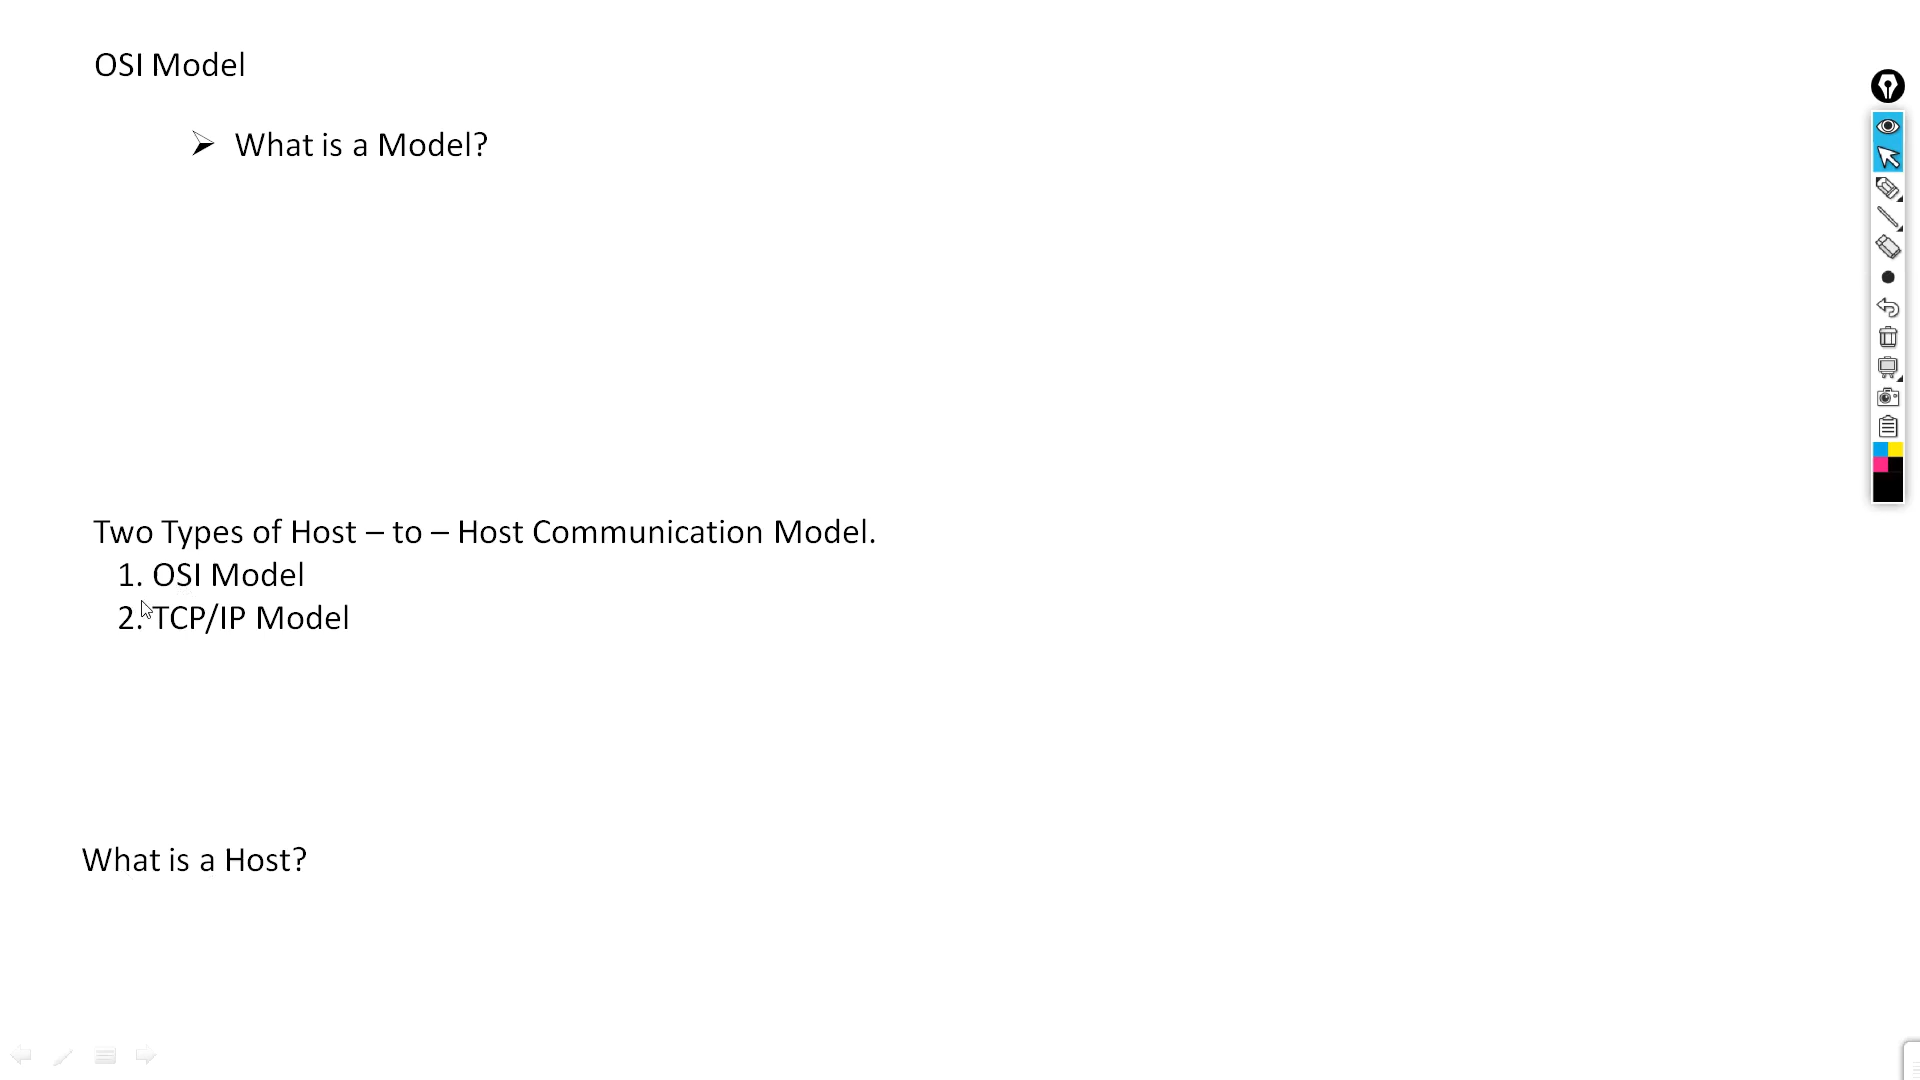 OSI Model
What is a Model?
Two Types of Host – to – Host Communication Model.
1. OSI Model
2. TCP/IP Model
What is a Host?